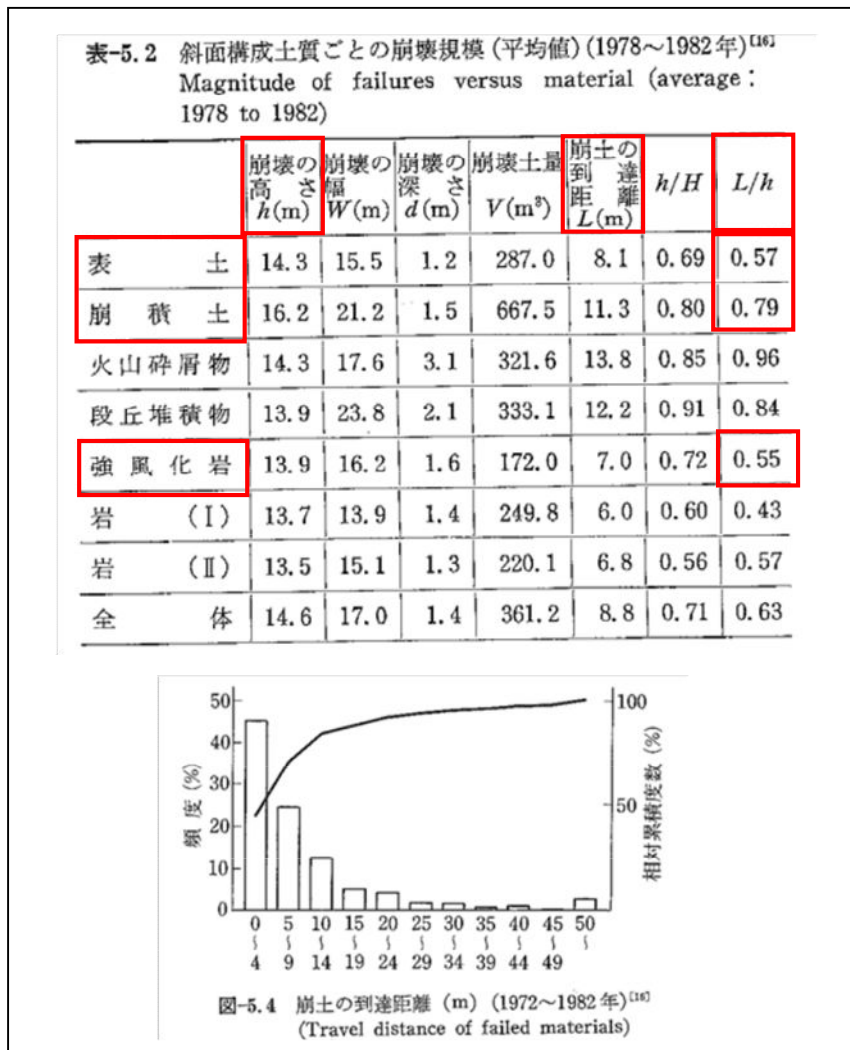 表-5.2 斜面構成土質ごとの崩壊規模(平均値)(1978～1982年)[16]
Magnitude of failures versus material (average:
1978 to 1982)
崩壊の高さ h(m) 崩壊の幅 W(m) 崩壊の深さ d(m) 崩壊土量 V(m³) 崩土の到達距離 L(m) h/H L/h
表土 14.3 15.5 1.2 287.0 8.1 0.69 0.57
崩積土 16.2 21.2 1.5 667.5 11.3 0.80 0.79
火山砕屑物 14.3 17.6 3.1 321.6 13.8 0.85 0.96
段丘堆積物 13.9 23.8 2.1 333.1 12.2 0.91 0.84
強風化岩 13.9 16.2 1.6 172.0 7.0 0.72 0.55
岩(I) 13.7 13.9 1.4 249.8 6.0 0.60 0.43
岩(II) 13.5 15.1 1.3 220.1 6.8 0.56 0.57
全体 14.6 17.0 1.4 361.2 8.8 0.71 0.63
頻度(%)
50
40
30
20
10
0
相対累積度数(%)
100
50
0 5 10 15 20 25 30 35 40 45 50
～ ～ ～ ～ ～ ～ ～ ～ ～ ～ ～
4 9 14 19 24 29 34 39 44 49
図-5.4 崩土の到達距離(m)(1972～1982年)[16]
(Travel distance of failed materials)